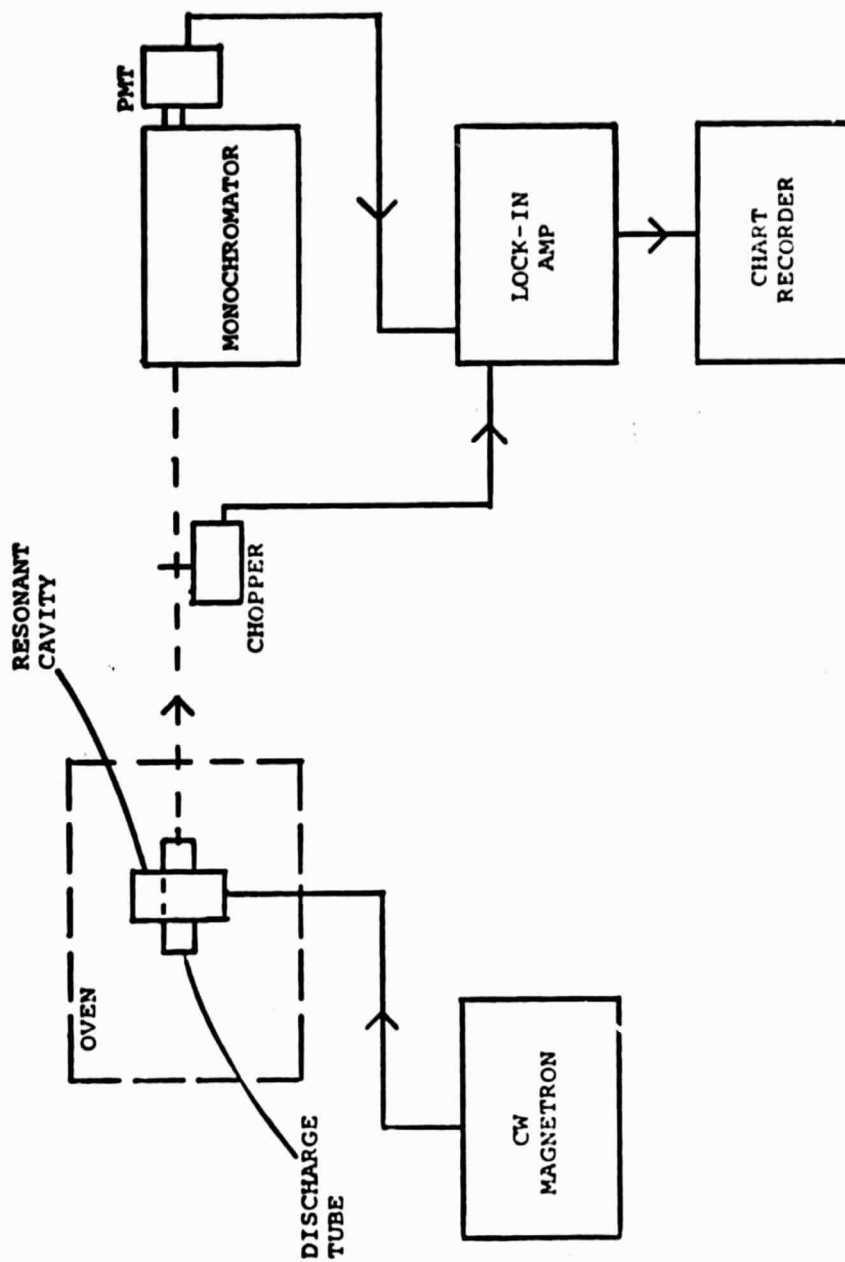 RESONANT
CAVITY
OVEN
DISCHARGE
TUBE
CHOPPER
PMT
MONOCHROMATOR
CW
MAGNETRON
LOCK-IN
AMP
CHART
RECORDER